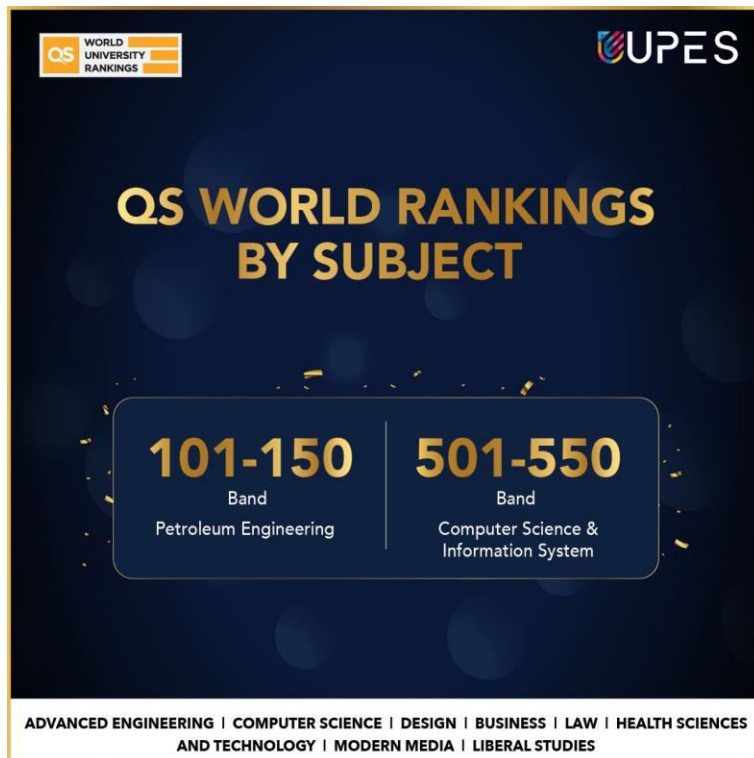 QS WORLD UNIVERSITY RANKINGS
UPES
QS WORLD RANKINGS
BY SUBJECT
101-150
Band
Petroleum Engineering
501-550
Band
Computer Science &
Information System
ADVANCED ENGINEERING | COMPUTER SCIENCE | DESIGN | BUSINESS | LAW | HEALTH SCIENCES
AND TECHNOLOGY | MODERN MEDIA | LIBERAL STUDIES